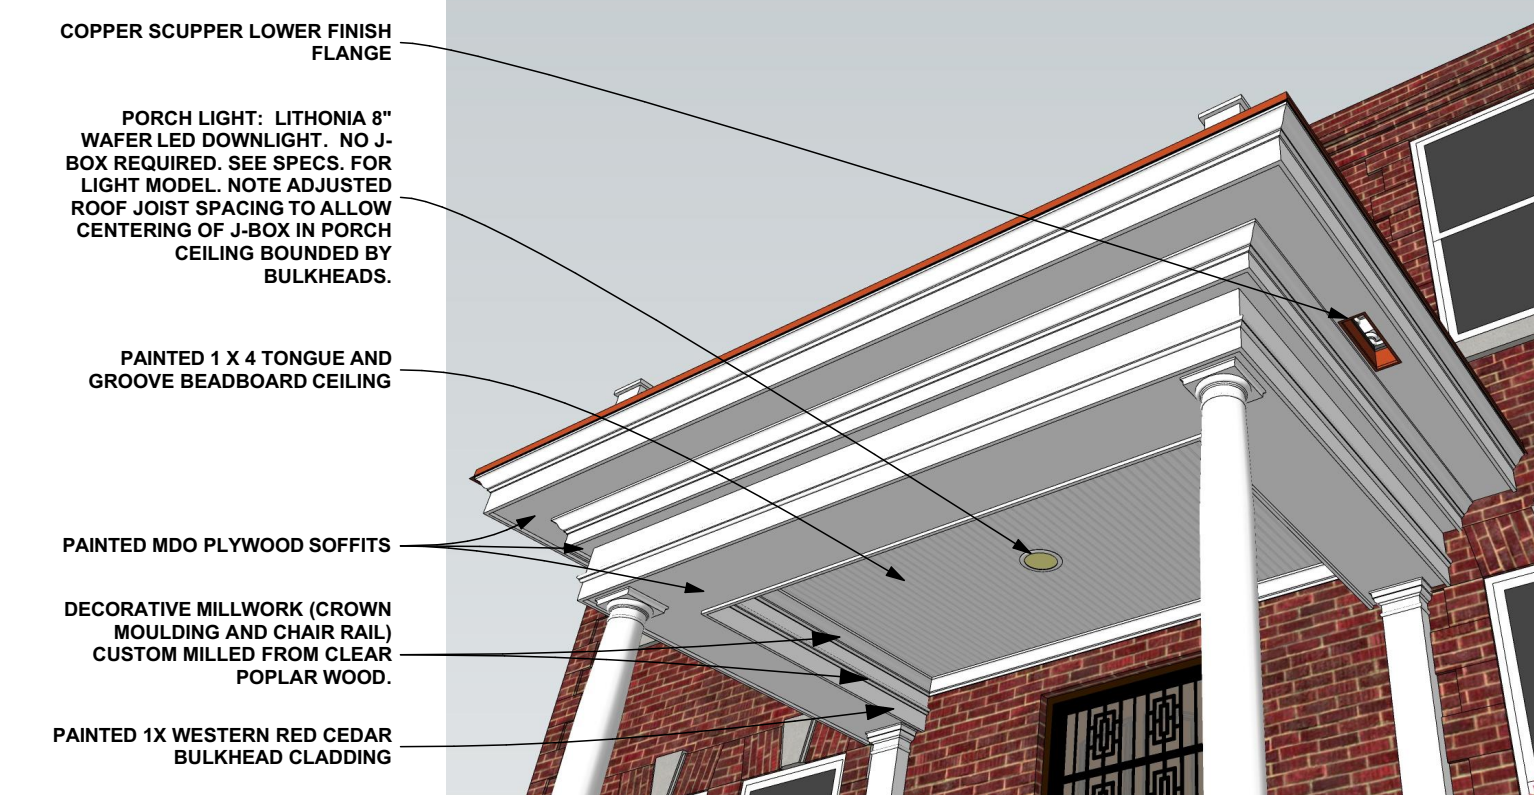 COPPER SCUPPER LOWER FINISH
FLANGE
PORCH LIGHT: LITHONIA 8"
WAFER LED DOWNLIGHT. NO J-
BOX REQUIRED. SEE SPECS. FOR
LIGHT MODEL. NOTE ADJUSTED
ROOF JOIST SPACING TO ALLOW
CENTERING OF J-BOX IN PORCH
CEILING BOUNDED BY
BULKHEADS.
PAINTED 1 X 4 TONGUE AND
GROOVE BEADBOARD CEILING
PAINTED MDO PLYWOOD SOFFITS
DECORATIVE MILLWORK (CROWN
MOULDING AND CHAIR RAIL)
CUSTOM MILLED FROM CLEAR
POPLAR WOOD.
PAINTED 1X WESTERN RED CEDAR
BULKHEAD CLADDING